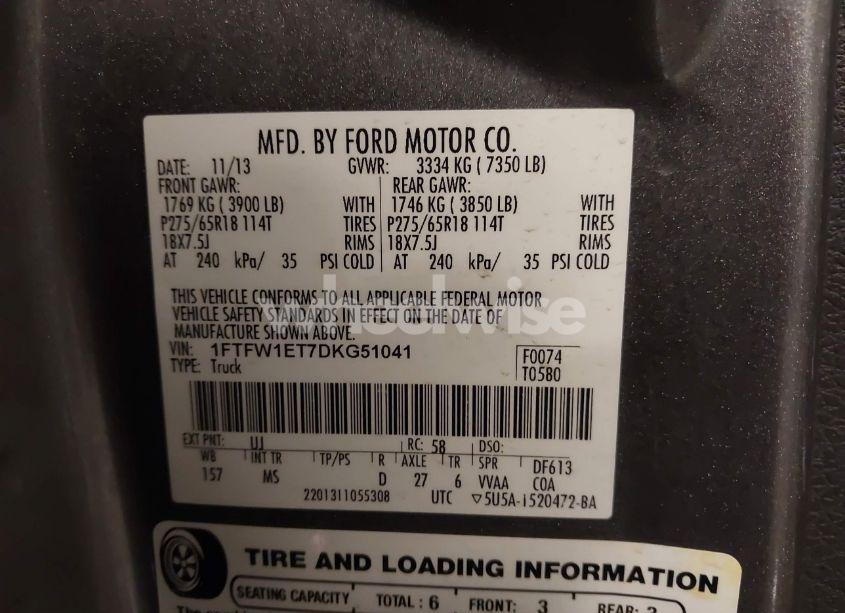 MFD. BY FORD MOTOR CO.
DATE: 11/13 GVWR: 3334 KG ( 7350 LB)
FRONT GAWR: REAR GAWR:
1769 KG ( 3900 LB) WITH 1746 KG ( 3850 LB) WITH
P275/65R18 114T TIRES P275/65R18 114T TIRES
18X7.5J RIMS 18X7.5J RIMS
AT 240 kPa/ 35 PSI COLD AT 240 kPa/ 35 PSI COLD
THIS VEHICLE CONFORMS TO ALL APPLICABLE FEDERAL MOTOR
VEHICLE SAFETY STANDARDS IN EFFECT ON THE DATE OF
MANUFACTURE SHOWN ABOVE.
VIN: 1FTFW1ET7DKG51041 F0074
TYPE: Truck T0580
EXT PNT: UJ RC: 58 DSO:
WB INT TR TP/PS R AXLE TR SPR DF613
157 MS D 27 6 VVAA COA
2201311055308 UTC ▽5U5A-1520472-BA
TIRE AND LOADING INFORMATION
SEATING CAPACITY TOTAL : 6 FRONT: 3 REAR: 3